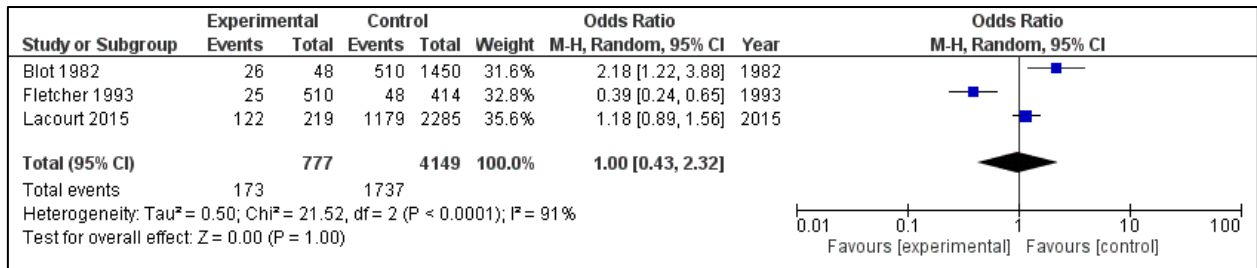 Experimental Control Odds Ratio Odds Ratio
Study or Subgroup Events Total Events Total Weight M-H, Random, 95% CI Year M-H, Random, 95% CI
Blot 1982 26 48 510 1450 31.6% 2.18 [1.22, 3.88] 1982
Fletcher 1993 25 510 48 414 32.8% 0.39 [0.24, 0.65] 1993
Lacourt 2015 122 219 1179 2285 35.6% 1.18 [0.89, 1.56] 2015
Total (95% CI) 777 4149 100.0% 1.00 [0.43, 2.32]
Total events 173 1737
Heterogeneity: Tau² = 0.50; Chi² = 21.52, df = 2 (P < 0.0001); I² = 91%
Test for overall effect: Z = 0.00 (P = 1.00)
0.01 0.1 1 10 100
Favours [experimental] Favours [control]